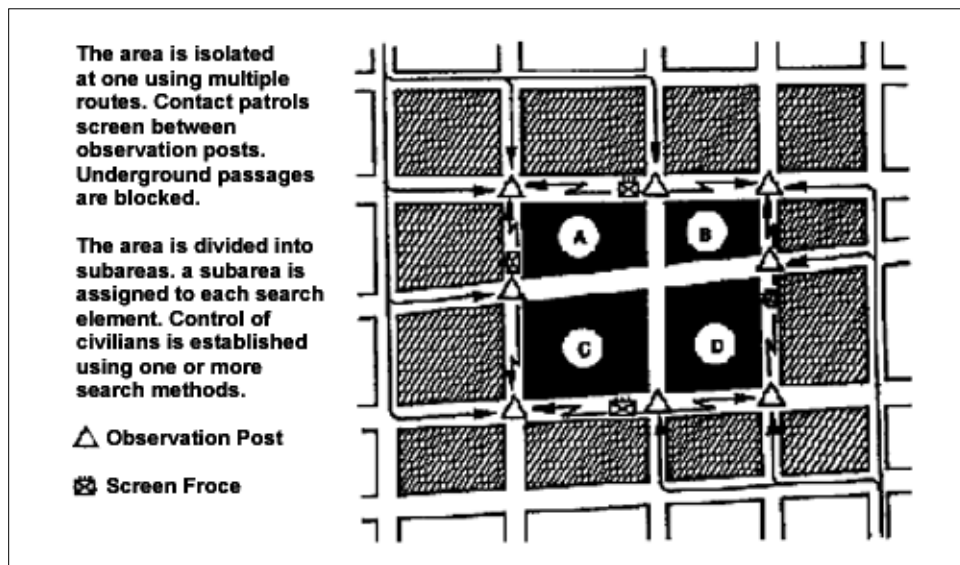 The area is isolated
at one using multiple
routes. Contact patrols
screen between
observation posts.
Underground passages
are blocked.
The area is divided into
subareas. a subarea is
assigned to each search
element. Control of
civilians is established
using one or more
search methods.
Observation Post
Screen Froce
A
B
C
D